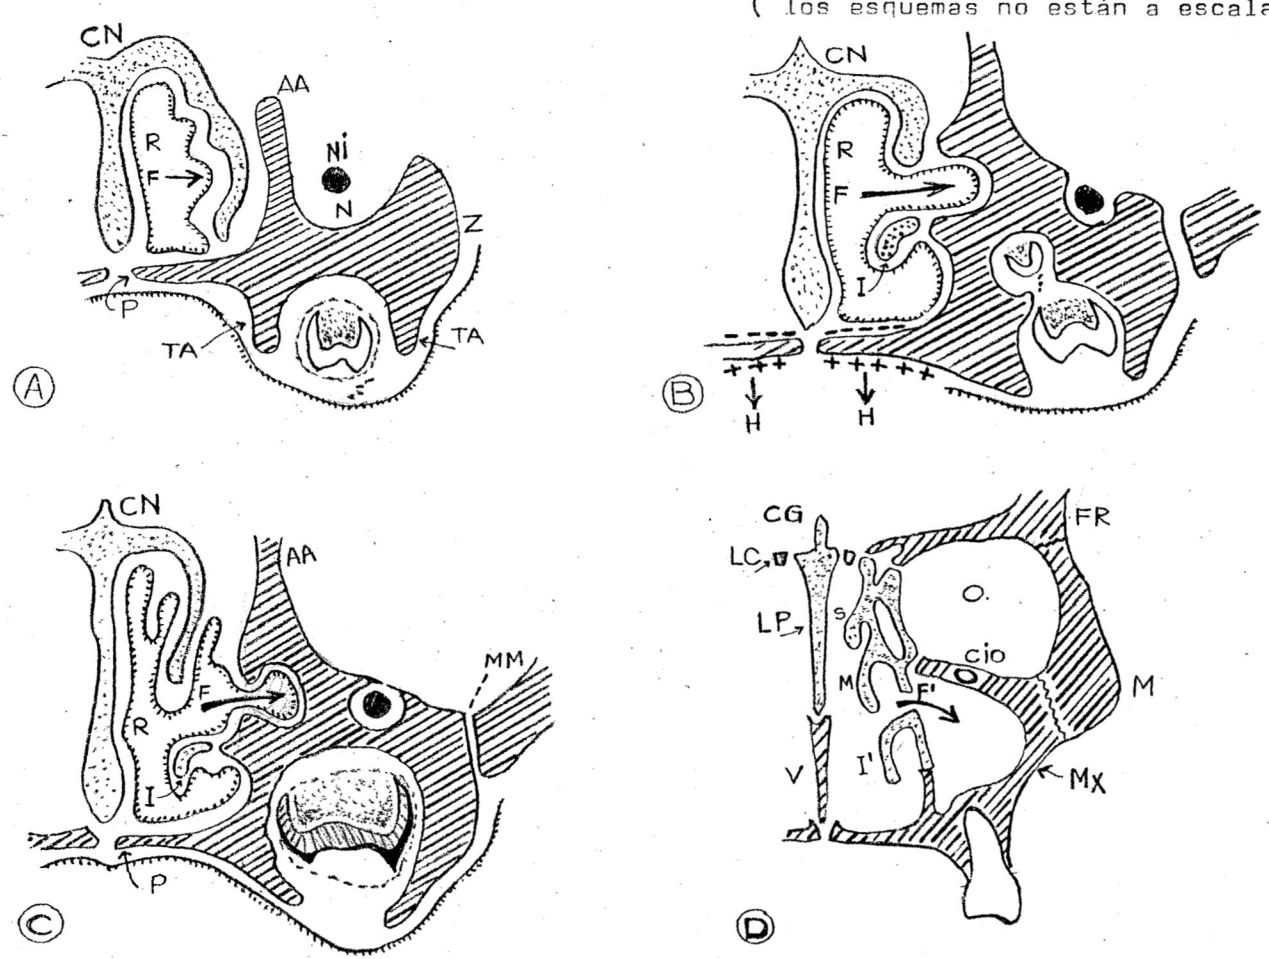 ( los esquemas no están a escala
CN
AA
R
Ni
F
N
Z
P
TA
TA
A
CN
R
F
I
B
H
H
CN
AA
MM
F
R
I
P
C
CG
FR
LC
O.
S
LP
cio
M
F'
M
V
I'
MX
D